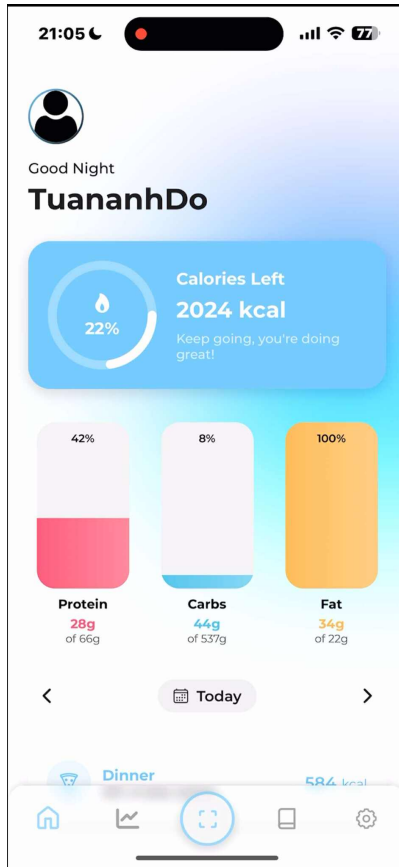 21:05
77
Good Night
TuananhDo
22%
Calories Left
2024 kcal
Keep going, you're doing
great!
42%
8%
100%
Protein
Carbs
Fat
28g
44g
34g
of 66g
of 537g
of 22g
Today
Dinner
584 kcal